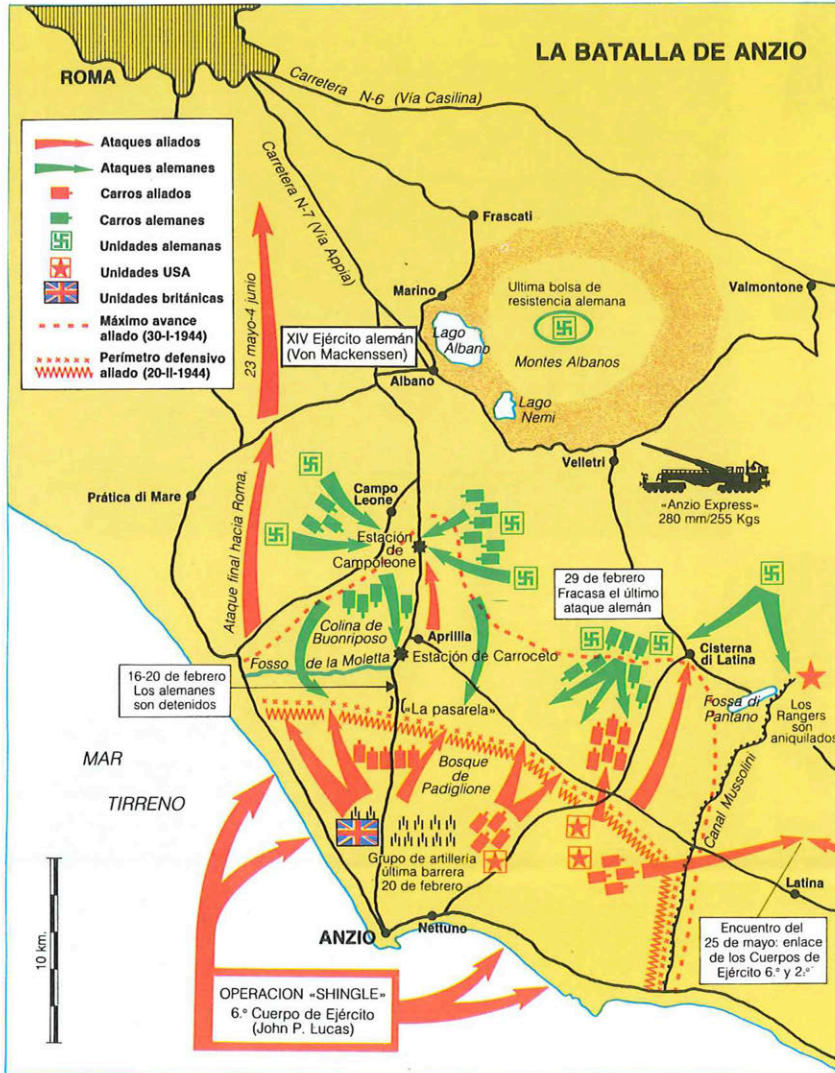 LA BATALLA DE ANZIO
ROMA
Carretera N-6 (Vía Casilina)
Carretera N-7 (Vía Appia)
Ataques aliados
Ataques alemanes
Carros aliados
Carros alemanes
Unidades alemanas
Unidades USA
Unidades británicas
Máximo avance
aliado (30-I-1944)
Perímetro defensivo
aliado (20-II-1944)
Frascati
Marino
Ultima bolsa de
resistencia alemana
Valmontone
Lago
Albano
Montes Albanos
XIV Ejército alemán
(Von Mackenssen)
Albano
Lago
Nemi
Velletri
«Anzio Express»
280 mm/255 Kgs
Ataque final hacia Roma,
23 mayo-4 junio
Prática di Mare
Campo
Leone
Estación
de
Campoleone
29 de febrero
Fracasa el último
ataque alemán
Colina de
Buonriposo
Aprillia
Cisterna
di Latina
Fosso de la Moletta
Estación de Carroceto
16-20 de febrero
Los alemanes
son detenidos
«La pasarela»
Fossa di
Pantano
Los
Rangers
son
aniquilados
MAR
TIRRENO
Bosque
de
Padiglione
Canal Mussolini
Grupo de artillería
última barrera
20 de febrero
Latina
ANZIO
Nettuno
Encuentro del
25 de mayo: enlace
de los Cuerpos de
Ejército 6.º y 2.º
10 km.
OPERACION «SHINGLE»
6.º Cuerpo de Ejército
(John P. Lucas)